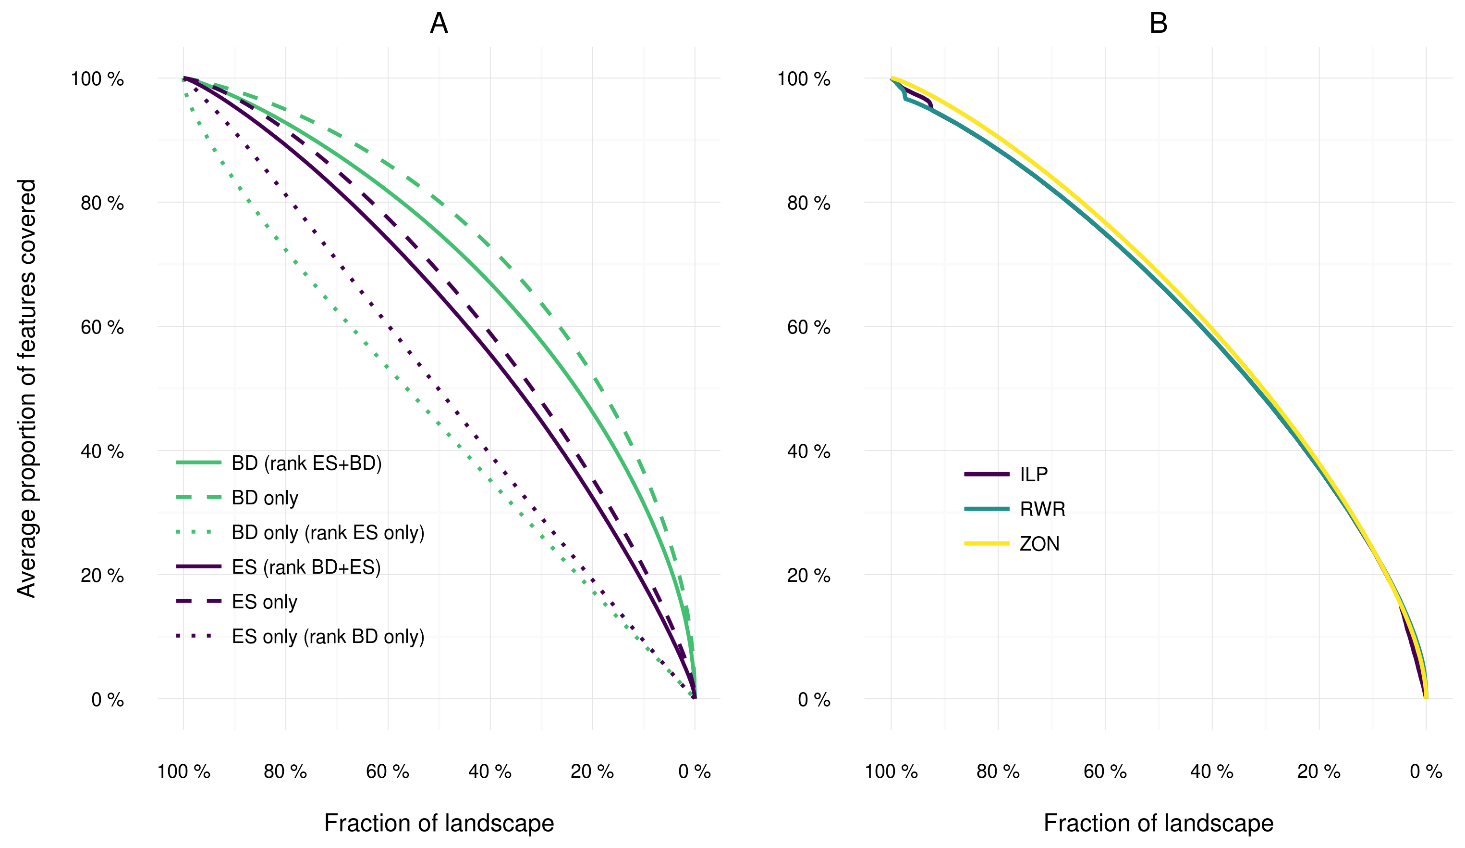 A
Average proportion of features covered
100 %
80 %
60 %
40 %
20 %
0 %
BD (rank ES+BD)
BD only
BD only (rank ES only)
ES (rank BD+ES)
ES only
ES only (rank BD only)
100 % 80 % 60 % 40 % 20 % 0 %
Fraction of landscape
B
100 %
80 %
60 %
40 %
20 %
0 %
ILP
RWR
ZON
100 % 80 % 60 % 40 % 20 % 0 %
Fraction of landscape